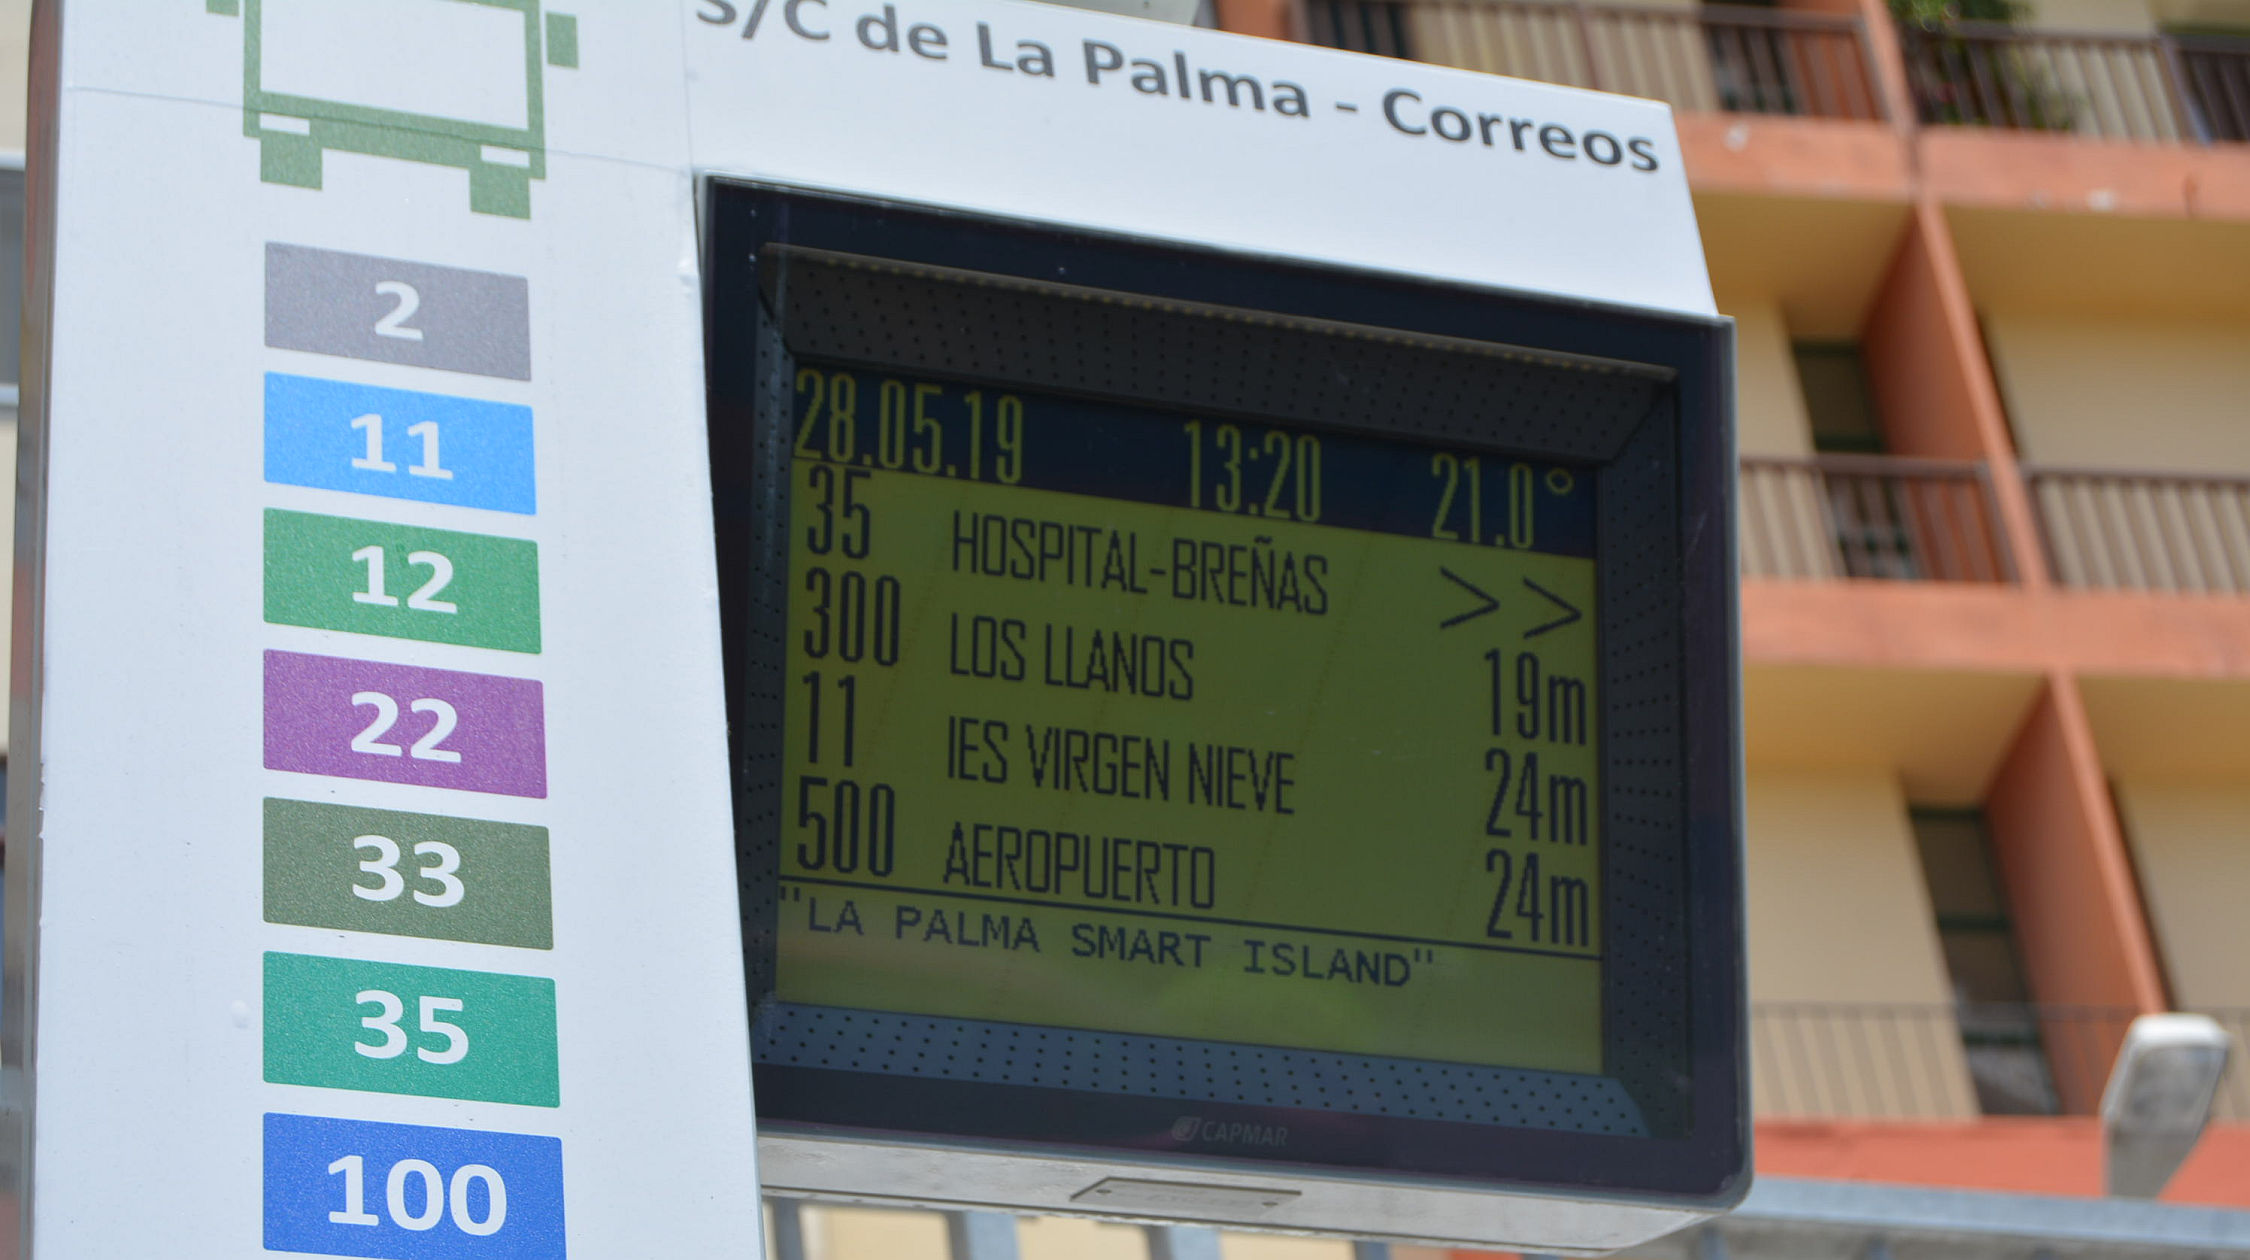 S/C de La Palma - Correos
2
11
12
22
33
35
100
28.05.19 13:20 21.0°
35 HOSPITAL-BREÑAS >>
300 LOS LLANOS 19m
11 IES VIRGEN NIEVE 24m
500 AEROPUERTO 24m
"LA PALMA SMART ISLAND"
CAPMAR